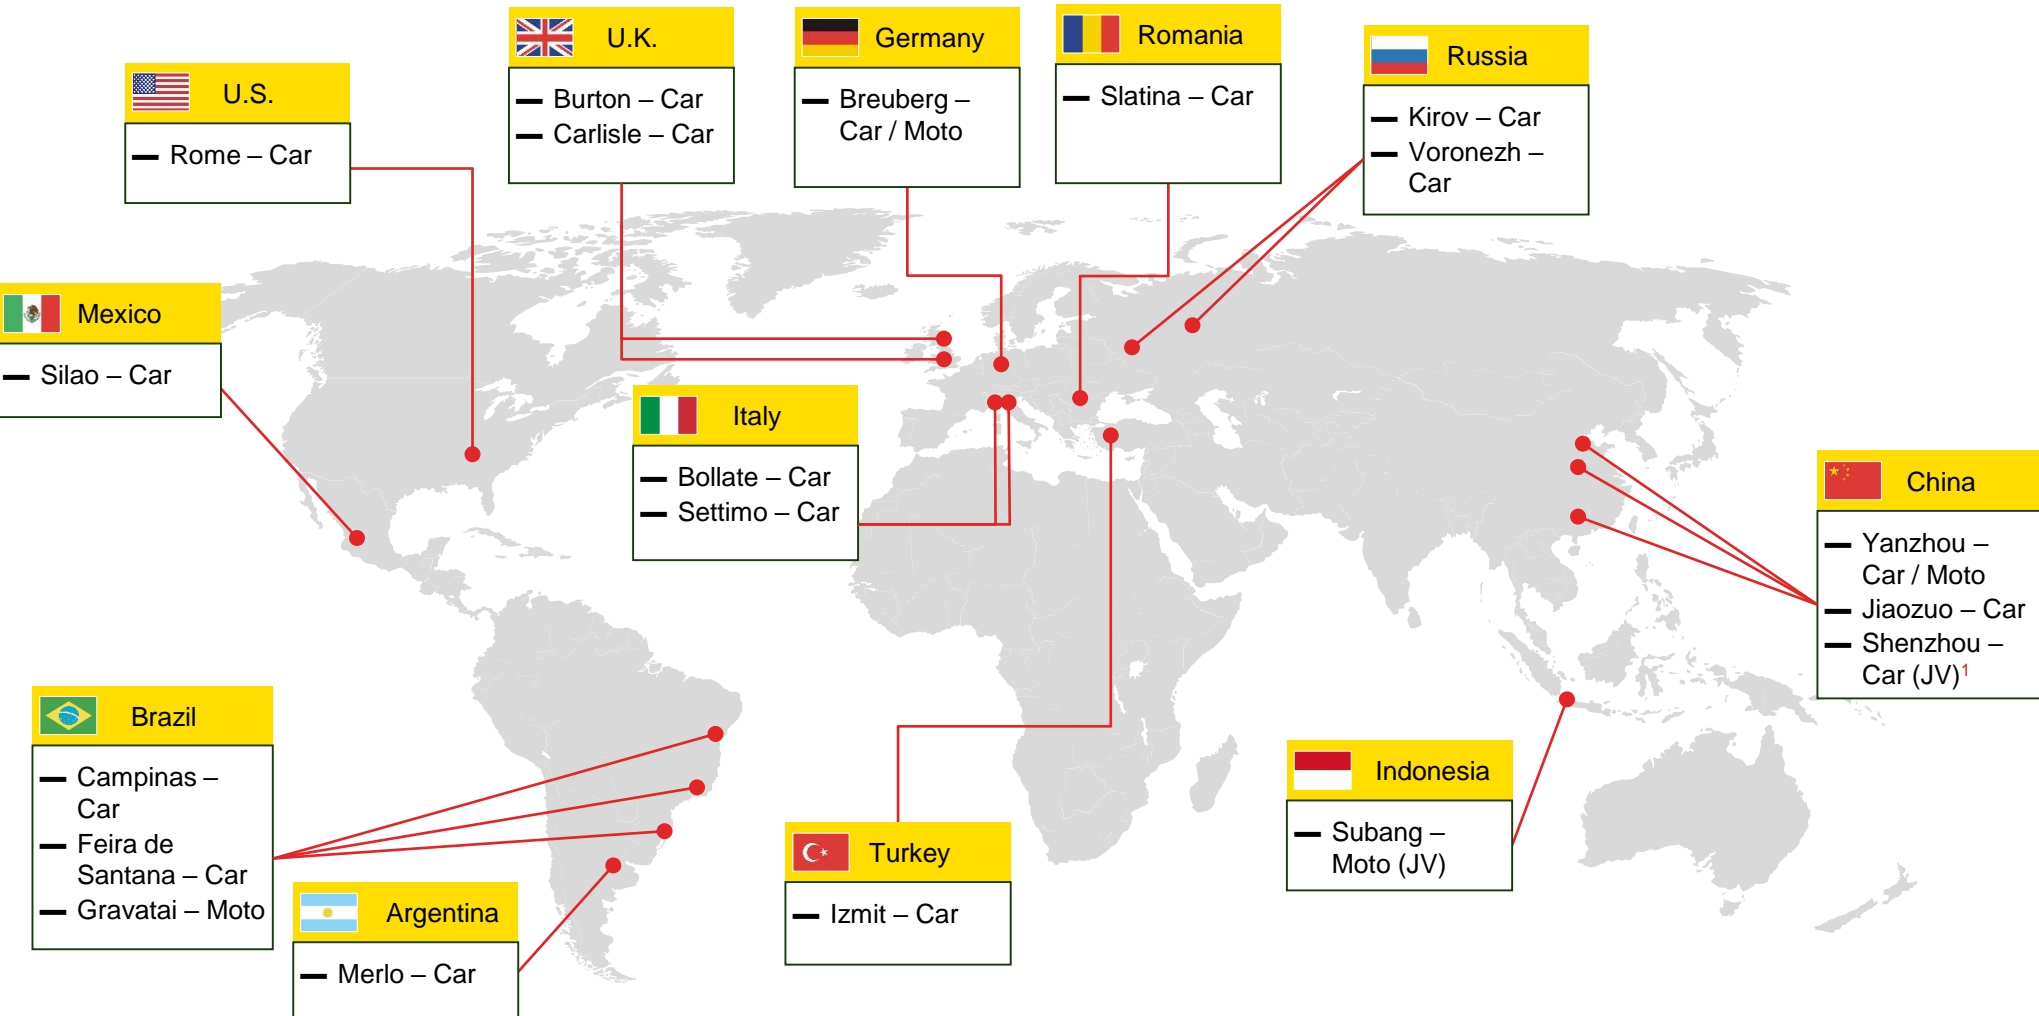 U.S.
— Rome – Car
U.K.
— Burton – Car
— Carlisle – Car
Germany
— Breuberg –
Car / Moto
Romania
— Slatina – Car
Russia
— Kirov – Car
— Voronezh –
Car
Mexico
— Silao – Car
Italy
— Bollate – Car
— Settimo – Car
China
— Yanzhou –
Car / Moto
— Jiaozuo – Car
— Shenzhou –
Car (JV)¹
Brazil
— Campinas –
Car
— Feira de
Santana – Car
— Gravatai – Moto
Argentina
— Merlo – Car
Turkey
— Izmit – Car
Indonesia
— Subang –
Moto (JV)